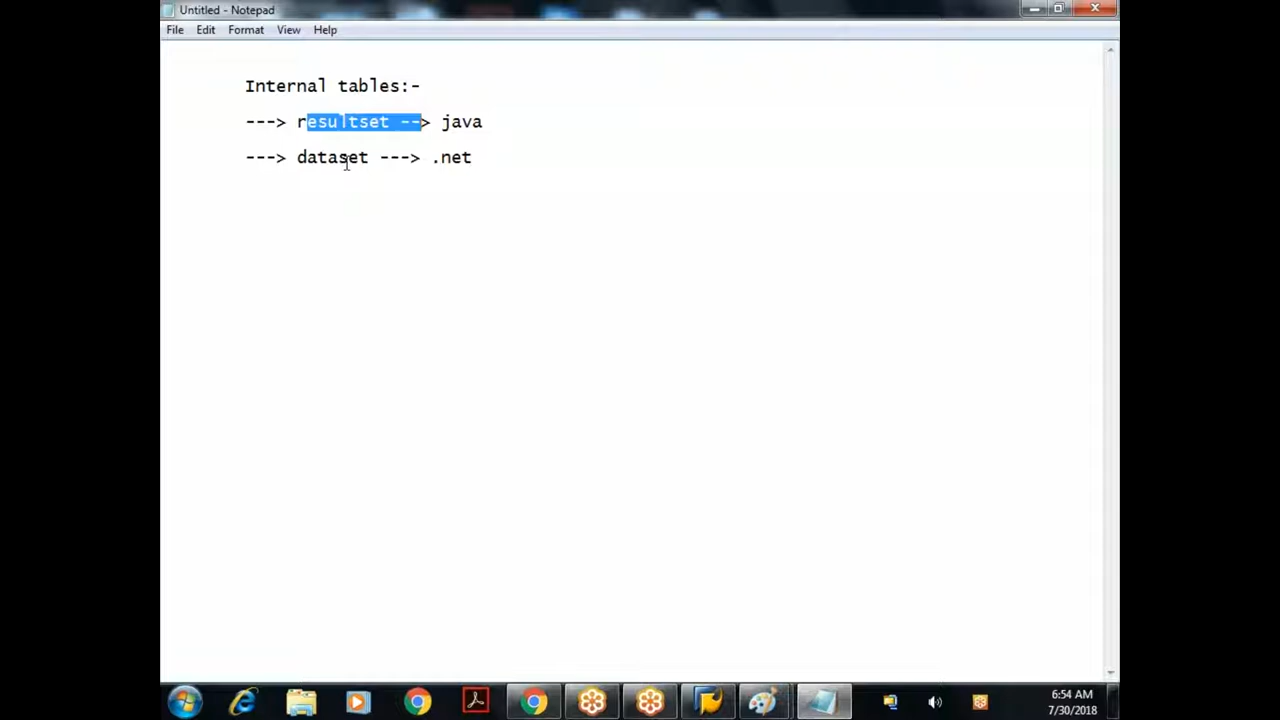 Untitled - Notepad
File Edit Format View Help
Internal tables:-
---> resultset --> java
---> dataset ---> .net
6:54 AM
7/30/2018